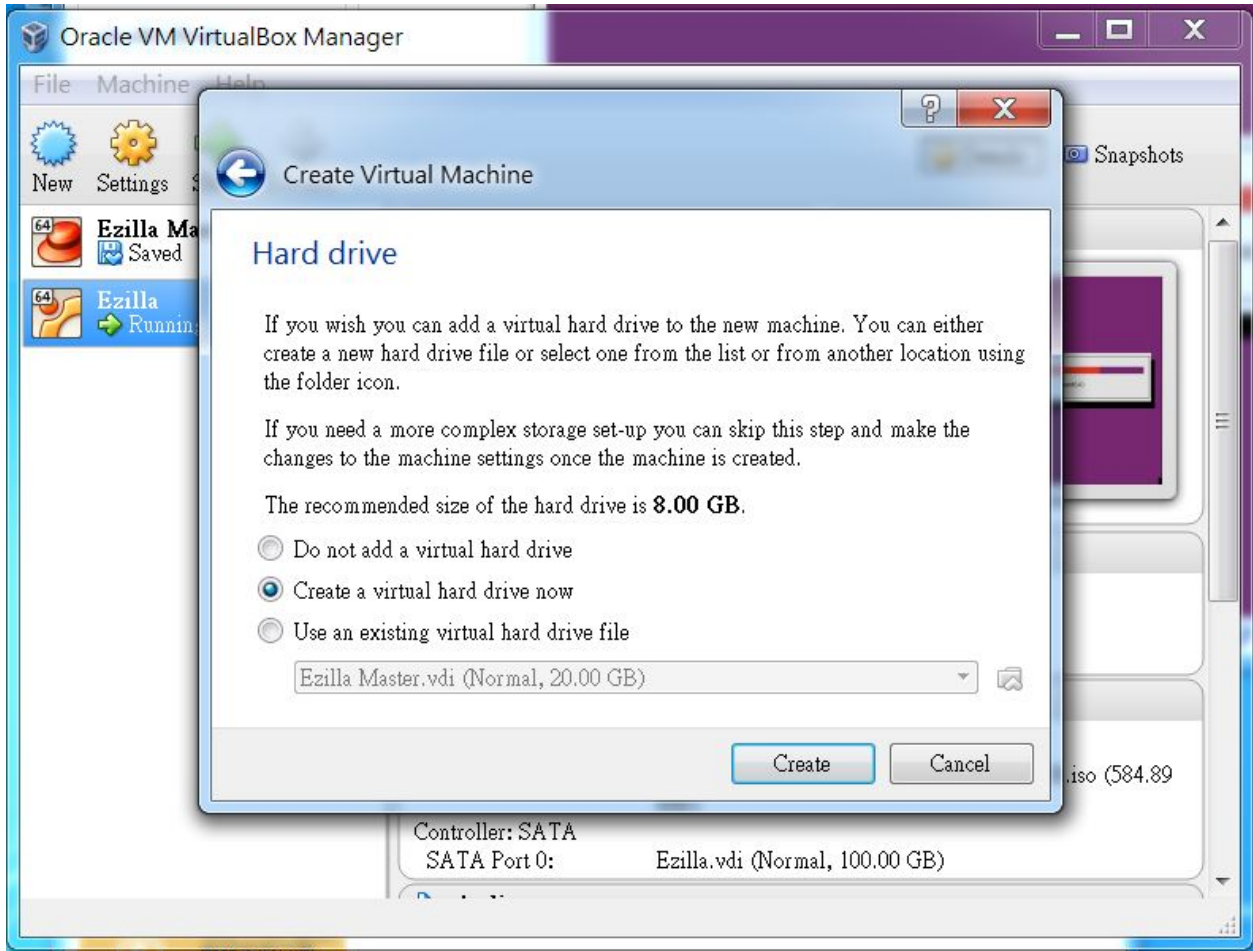 Oracle VM VirtualBox Manager
File Machine Help
New Settings
Snapshots
64 Ezilla Ma
Saved
64 Ezilla
Runnin
Create Virtual Machine
Hard drive
If you wish you can add a virtual hard drive to the new machine. You can either
create a new hard drive file or select one from the list or from another location using
the folder icon.
If you need a more complex storage set-up you can skip this step and make the
changes to the machine settings once the machine is created.
The recommended size of the hard drive is 8.00 GB.
Do not add a virtual hard drive
Create a virtual hard drive now
Use an existing virtual hard drive file
Ezilla Master.vdi (Normal, 20.00 GB)
Create Cancel
.iso (584.89
Controller: SATA
SATA Port 0: Ezilla.vdi (Normal, 100.00 GB)